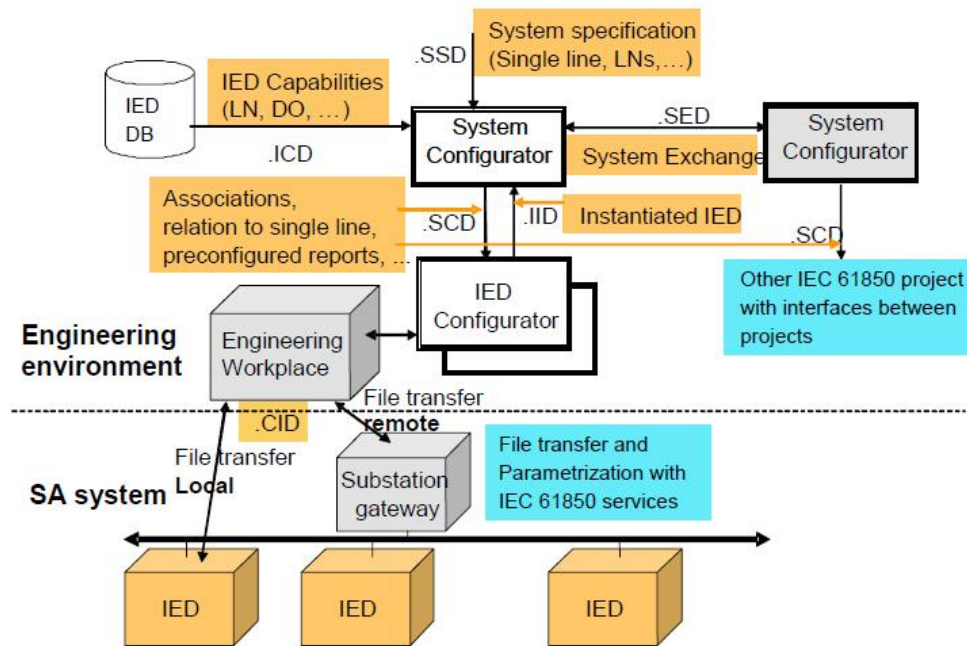 System specification
(Single line, LNs,…)
.SSD
IED Capabilities
(LN, DO, …)
IED
DB
.ICD
System
Configurator
.SED
System Exchange
System
Configurator
Associations,
relation to single line,
preconfigured reports, …
.SCD
.IID
Instantiated IED
.SCD
IED
Configurator
Other IEC 61850 project
with interfaces between
projects
Engineering
environment
Engineering
Workplace
.CID
File transfer
remote
File transfer
Local
SA system
Substation
gateway
File transfer and
Parametrization with
IEC 61850 services
IED
IED
IED